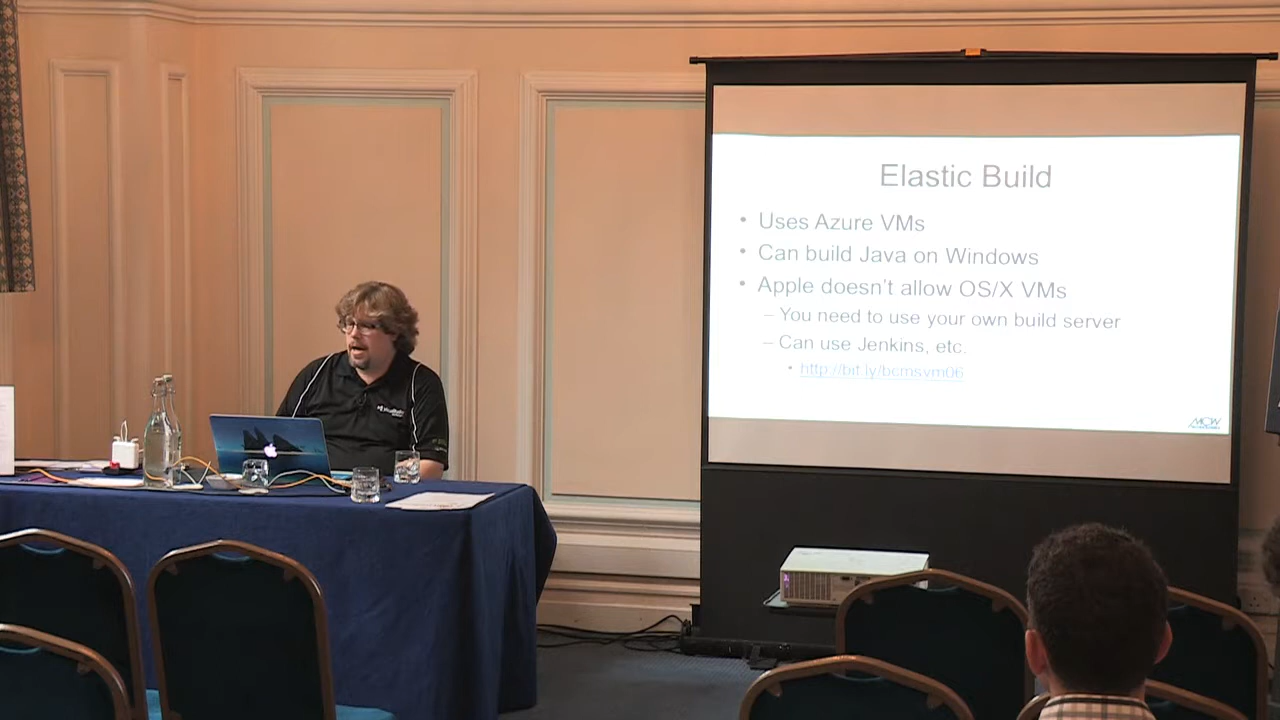 Elastic Build
• Uses Azure VMs
• Can build Java on Windows
• Apple doesn't allow OS/X VMs
– You need to use your own build server
– Can use Jenkins, etc.
• http://bit.ly/bcmsvm06
MCW